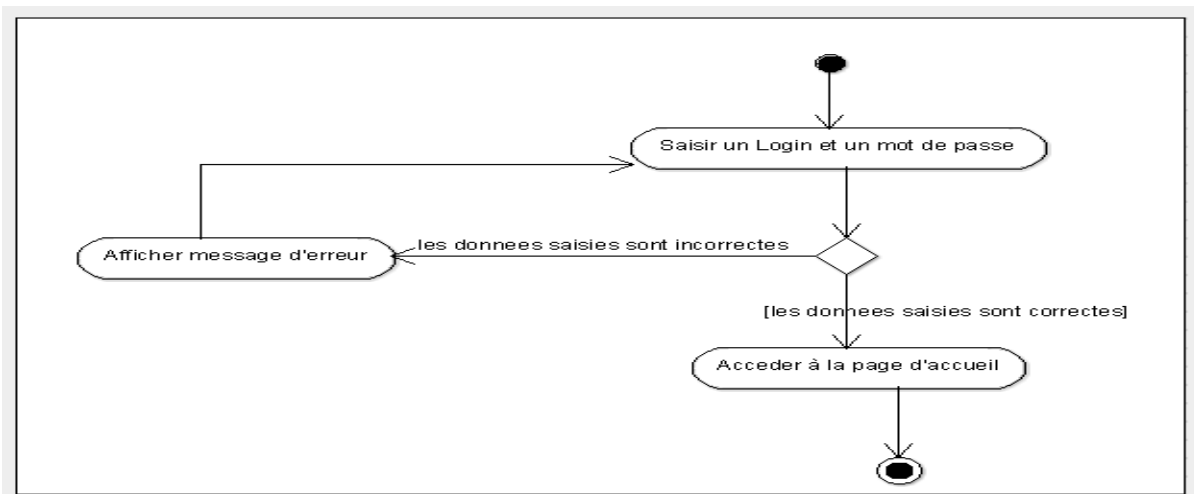 Saisir un Login et un mot de passe
les donnees saisies sont incorrectes
Afficher message d'erreur
[les donnees saisies sont correctes]
Acceder à la page d'accueil